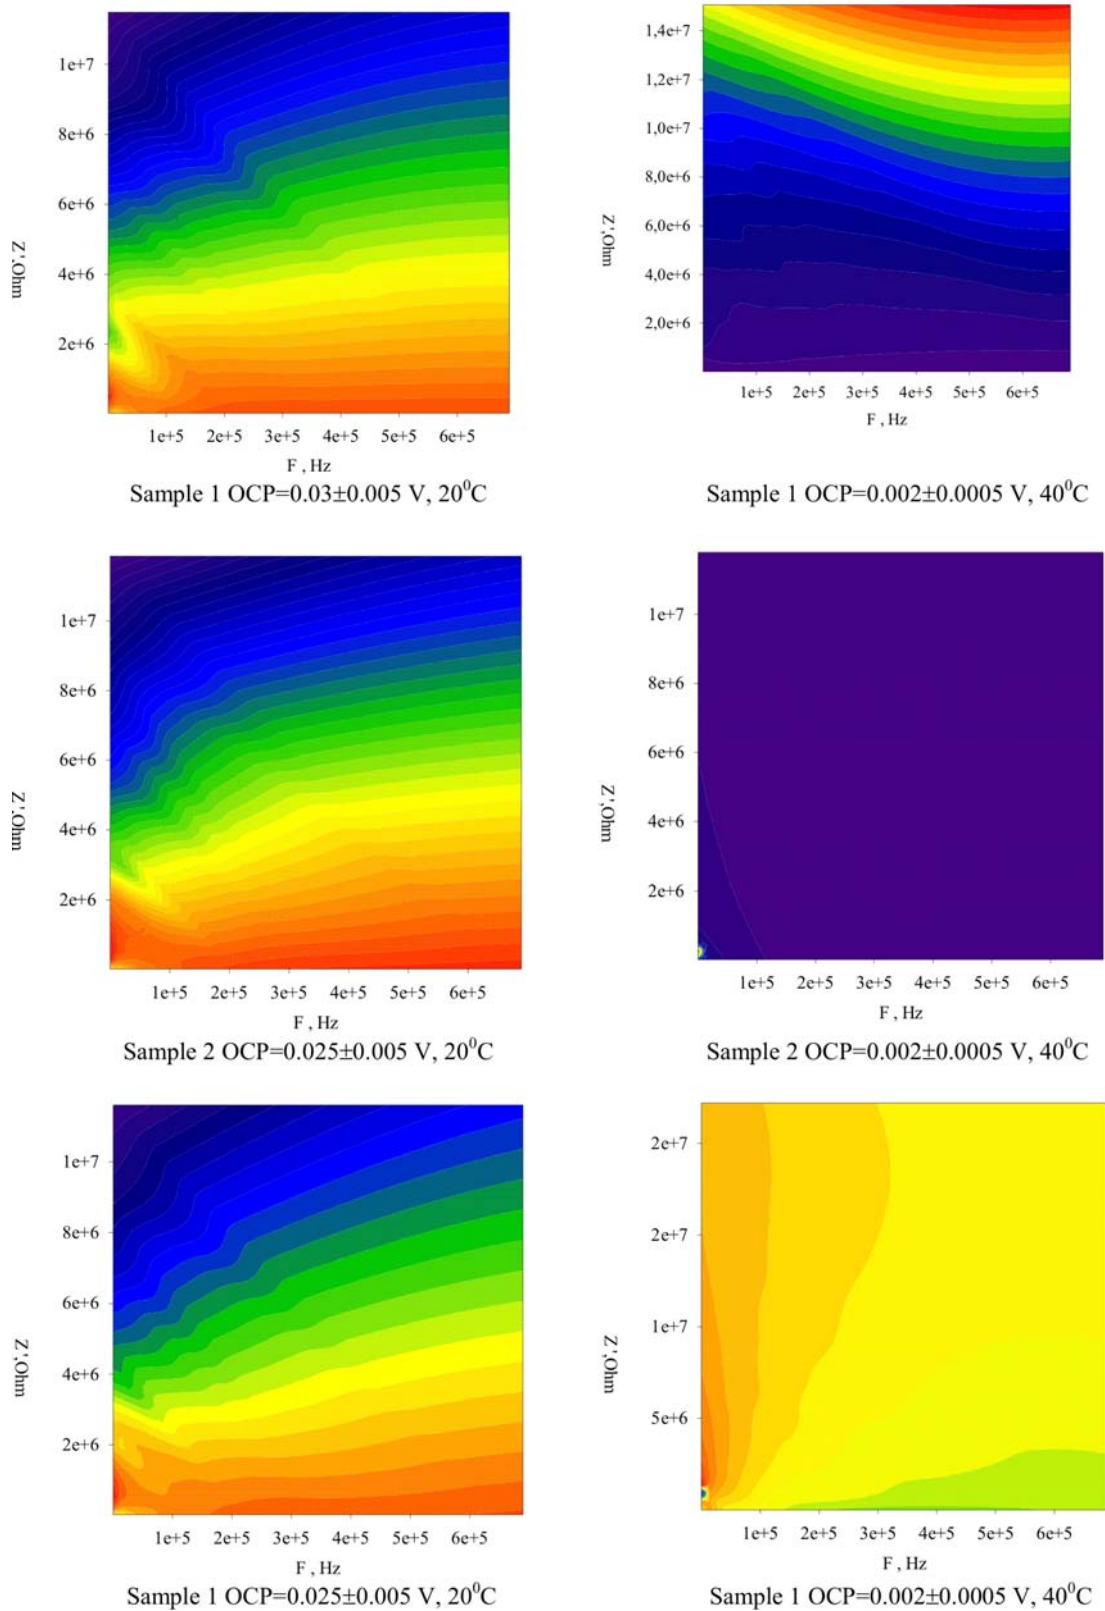 1e+7
8e+6
6e+6
4e+6
2e+6
Z',Ohm
1e+5 2e+5 3e+5 4e+5 5e+5 6e+5
F , Hz
Sample 1 OCP=0.03±0.005 V, 20⁰C
1,4e+7
1,2e+7
1,0e+7
8,0e+6
6,0e+6
4,0e+6
2,0e+6
Z',Ohm
1e+5 2e+5 3e+5 4e+5 5e+5 6e+5
F , Hz
Sample 1 OCP=0.002±0.0005 V, 40⁰C
1e+7
8e+6
6e+6
4e+6
2e+6
Z',Ohm
1e+5 2e+5 3e+5 4e+5 5e+5 6e+5
F , Hz
Sample 2 OCP=0.025±0.005 V, 20⁰C
1e+7
8e+6
6e+6
4e+6
2e+6
Z',Ohm
1e+5 2e+5 3e+5 4e+5 5e+5 6e+5
F , Hz
Sample 2 OCP=0.002±0.0005 V, 40⁰C
1e+7
8e+6
6e+6
4e+6
2e+6
Z',Ohm
1e+5 2e+5 3e+5 4e+5 5e+5 6e+5
F , Hz
Sample 1 OCP=0.025±0.005 V, 20⁰C
2e+7
2e+7
1e+7
5e+6
Z',Ohm
1e+5 2e+5 3e+5 4e+5 5e+5 6e+5
F , Hz
Sample 1 OCP=0.002±0.0005 V, 40⁰C